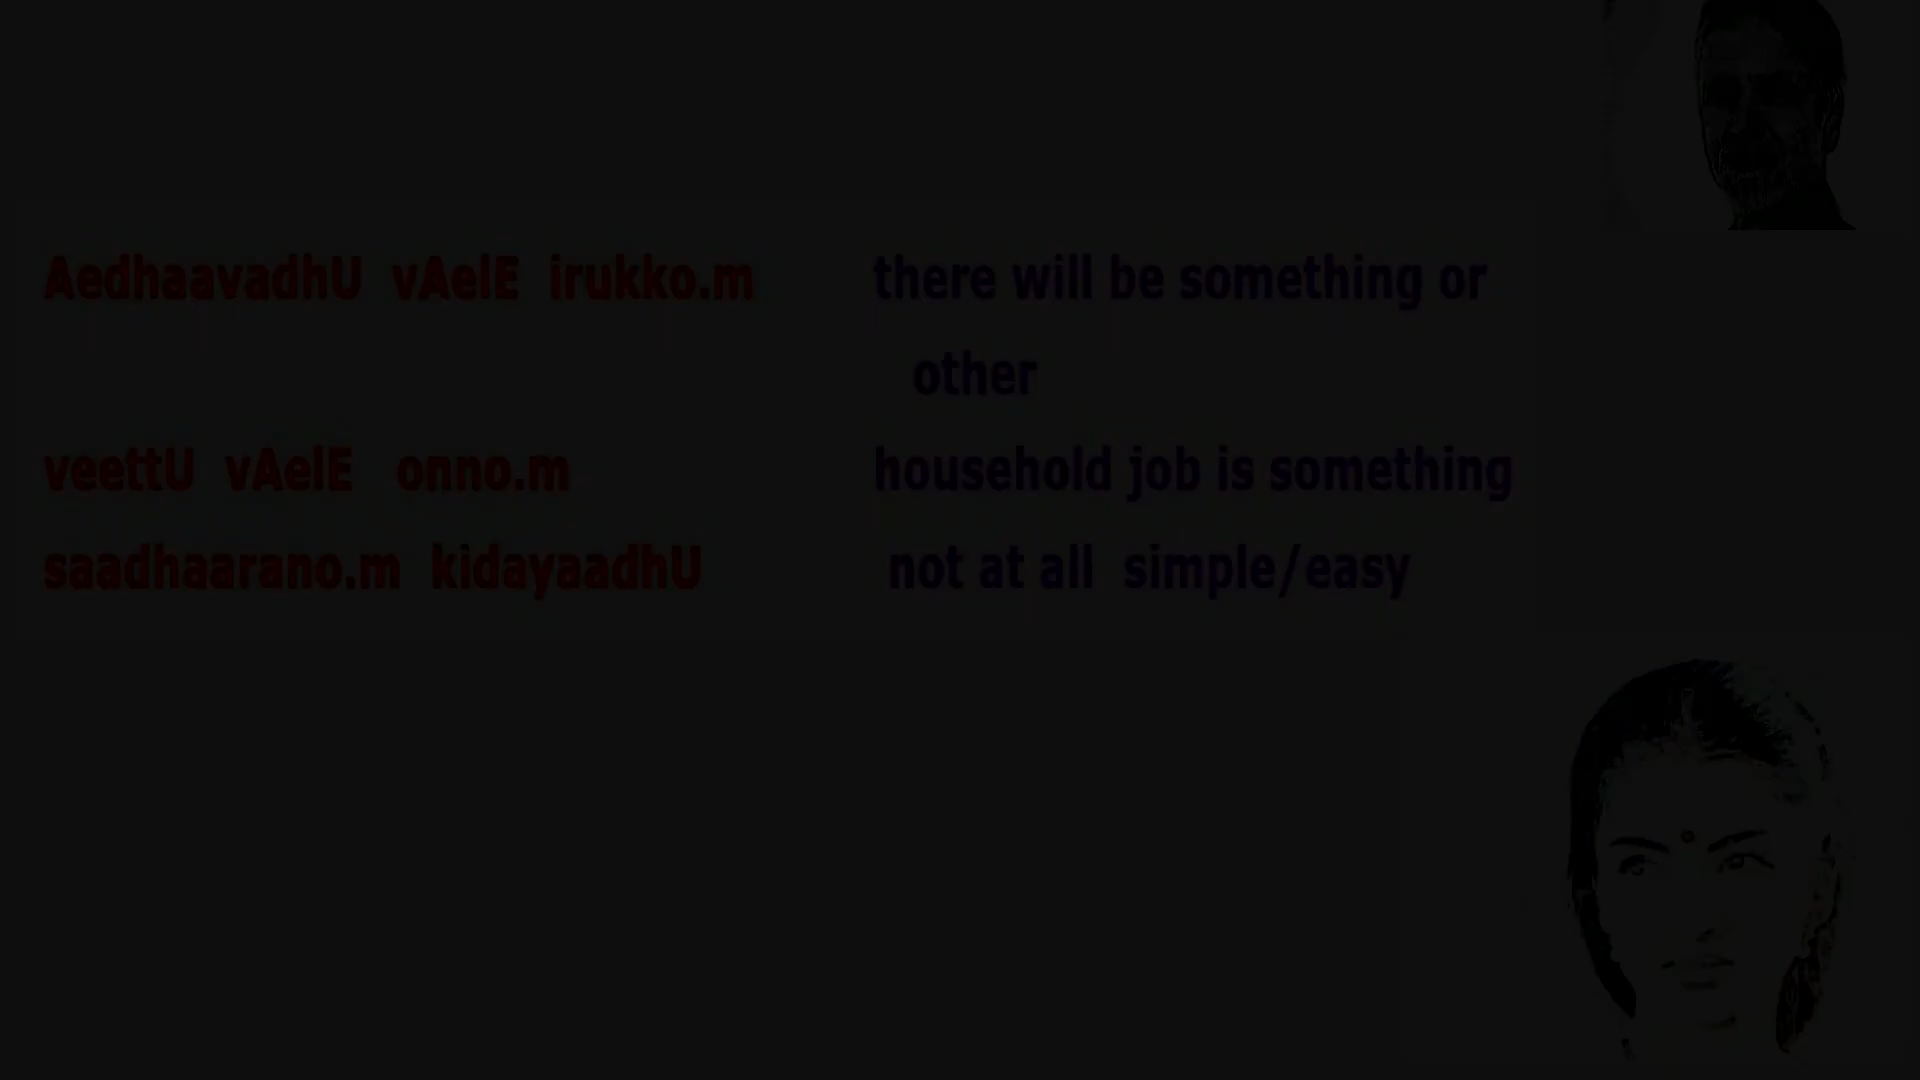 AedhaavadhU vAelE irukko.m there will be something or
other
veettU vAelE onno.m household job is something
saadhaarano.m kidayaadhU not at all simple/easy